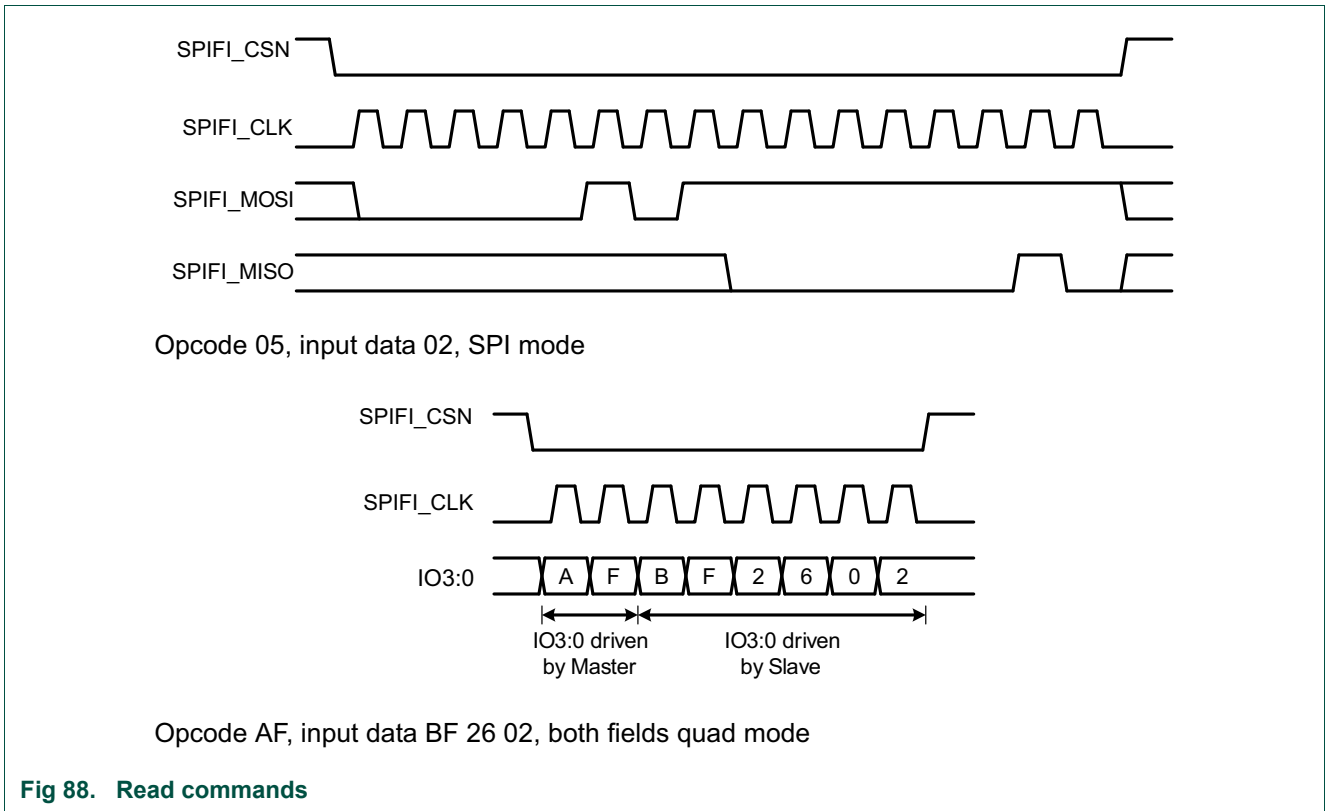 SPIFI_CSN
SPIFI_CLK
SPIFI_MOSI
SPIFI_MISO
Opcode 05, input data 02, SPI mode
SPIFI_CSN
SPIFI_CLK
IO3:0 A F B F 2 6 0 2
IO3:0 driven IO3:0 driven
by Master by Slave
Opcode AF, input data BF 26 02, both fields quad mode
Fig 88. Read commands